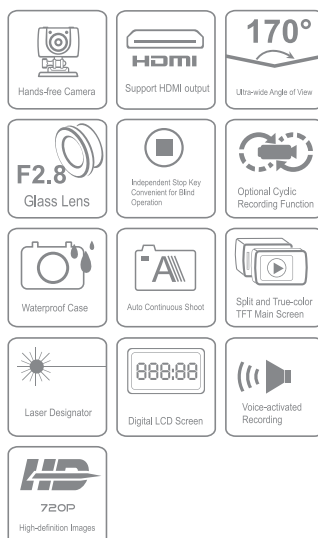 Hands-free Camera
HDMI
Support HDMI output
170°
Ultra-wide Angle of View
F2.8
Glass Lens
Independent Stop Key
Convenient for Blind
Operation
Optional Cyclic
Recording Function
Waterproof Case
A
Auto Continuous Shoot
Split and True-color
TFT Main Screen
Laser Designator
888:88
Digital LCD Screen
Voice-activated
Recording
HD
720P
High-definition Images